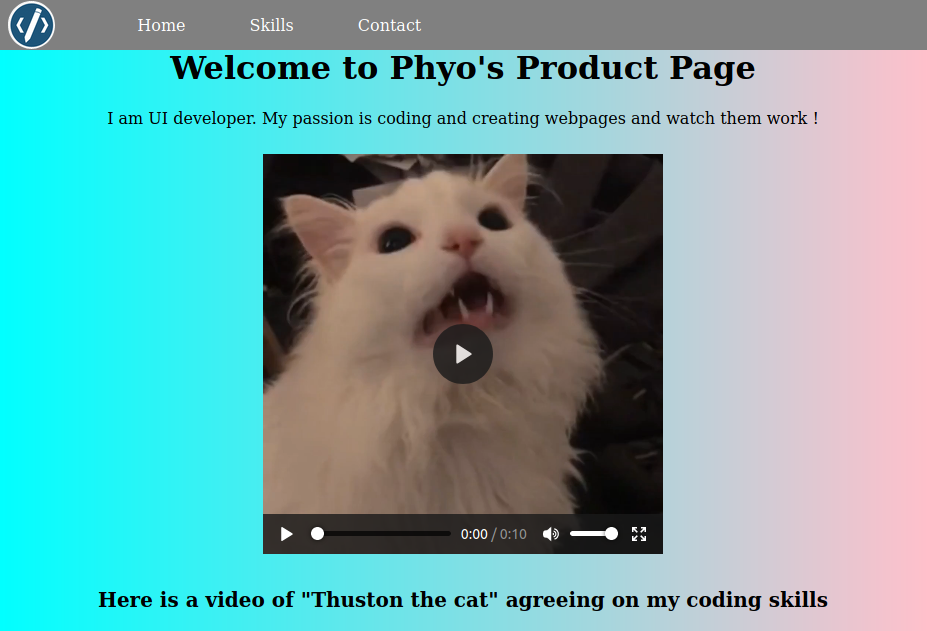 Home Skills Contact
Welcome to Phyo's Product Page
I am UI developer. My passion is coding and creating webpages and watch them work !
0:00 / 0:10
Here is a video of "Thuston the cat" agreeing on my coding skills